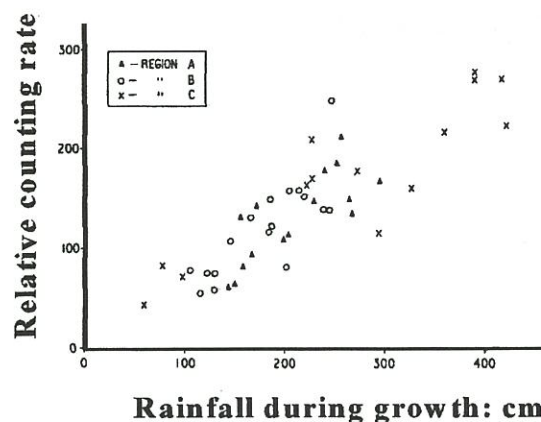 Relative counting rate
300
200
100
0
▲ – REGION A
o – " B
x – " C
0 100 200 300 400
Rainfall during growth: cm